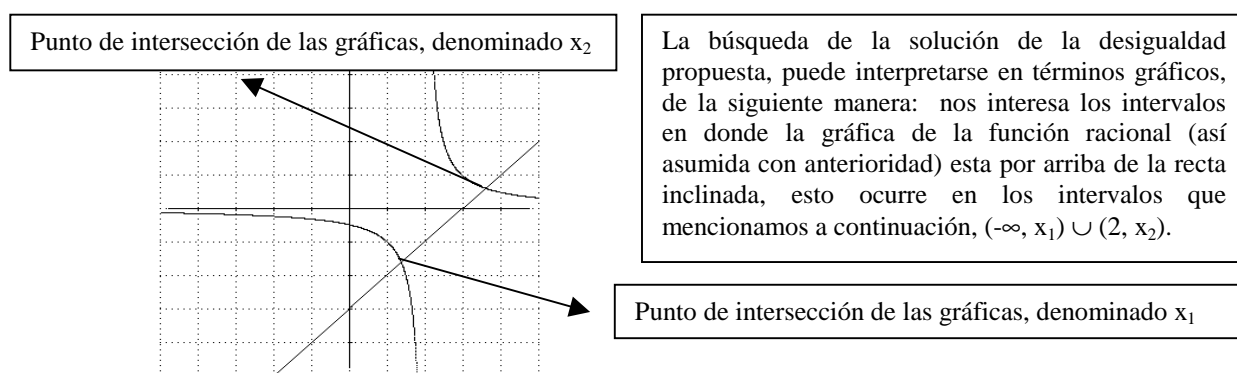 Punto de intersección de las gráficas, denominado x₂
La búsqueda de la solución de la desigualdad
propuesta, puede interpretarse en términos gráficos,
de la siguiente manera: nos interesa los intervalos
en donde la gráfica de la función racional (así
asumida con anterioridad) esta por arriba de la recta
inclinada, esto ocurre en los intervalos que
mencionamos a continuación, (-∞, x₁) ∪ (2, x₂).
Punto de intersección de las gráficas, denominado x₁